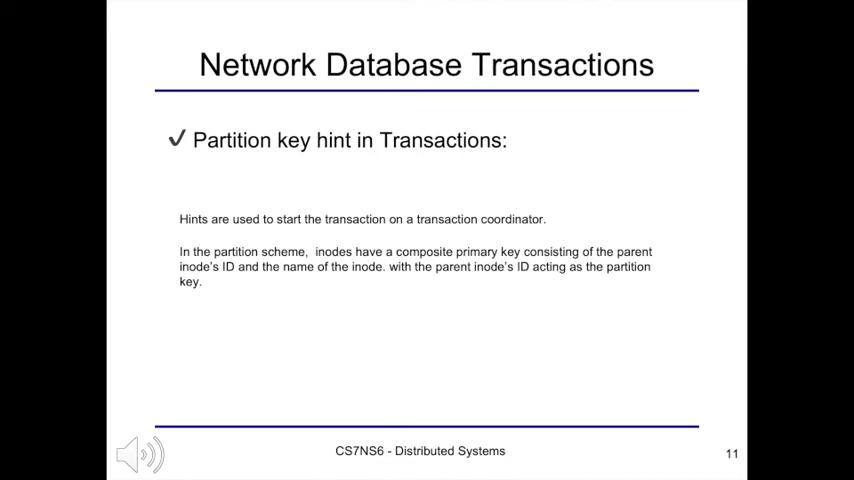 Network Database Transactions
✓ Partition key hint in Transactions:
Hints are used to start the transaction on a transaction coordinator.
In the partition scheme, inodes have a composite primary key consisting of the parent
inode's ID and the name of the inode. with the parent inode's ID acting as the partition
key.
CS7NS6 - Distributed Systems
11